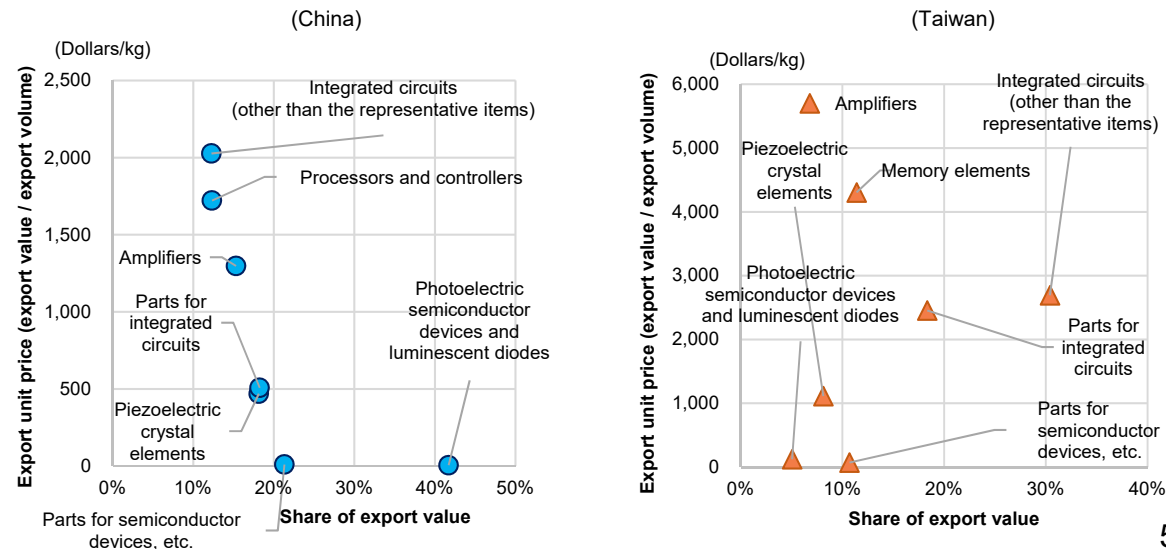 (China)
(Dollars/kg)
Export unit price (export value / export volume)
2,500
2,000
1,500
1,000
500
0
0%
10%
20%
30%
40%
50%
Share of export value
Integrated circuits
(other than the representative items)
Processors and controllers
Amplifiers
Parts for
integrated
circuits
Photoelectric
semiconductor
devices and
luminescent diodes
Piezoelectric
crystal
elements
Parts for semiconductor
devices, etc.
(Taiwan)
(Dollars/kg)
Export unit price (export value / export volume)
6,000
5,000
4,000
3,000
2,000
1,000
0
0%
10%
20%
30%
40%
Share of export value
Integrated circuits
(other than the
representative items)
Amplifiers
Piezoelectric
crystal
elements
Memory elements
Photoelectric
semiconductor devices
and luminescent diodes
Parts for
integrated
circuits
Parts for
semiconductor
devices, etc.